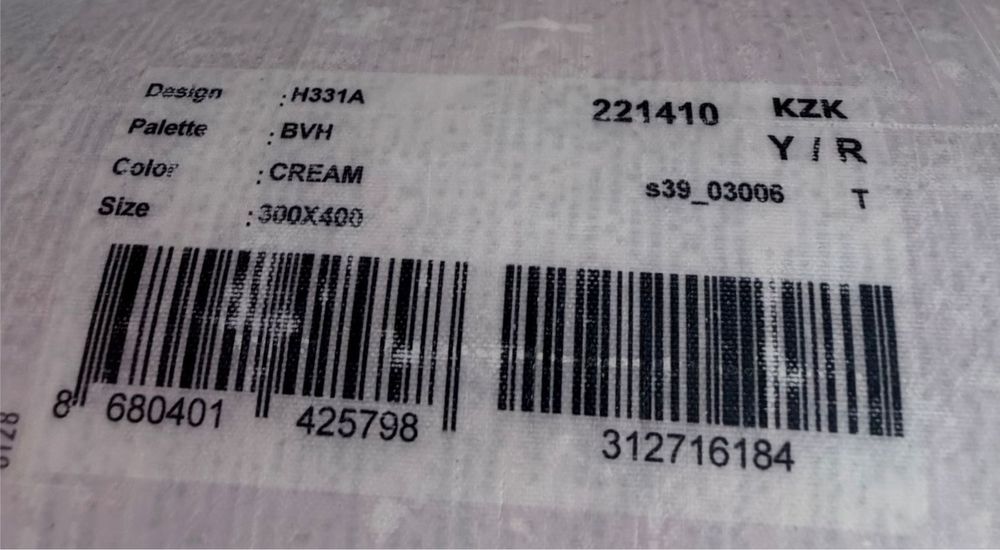 Design : H331A
Palette : BVH
Color : CREAM
Size : 300X400
221410 KZK
Y / R
s39_03006 T
8 680401 425798
312716184